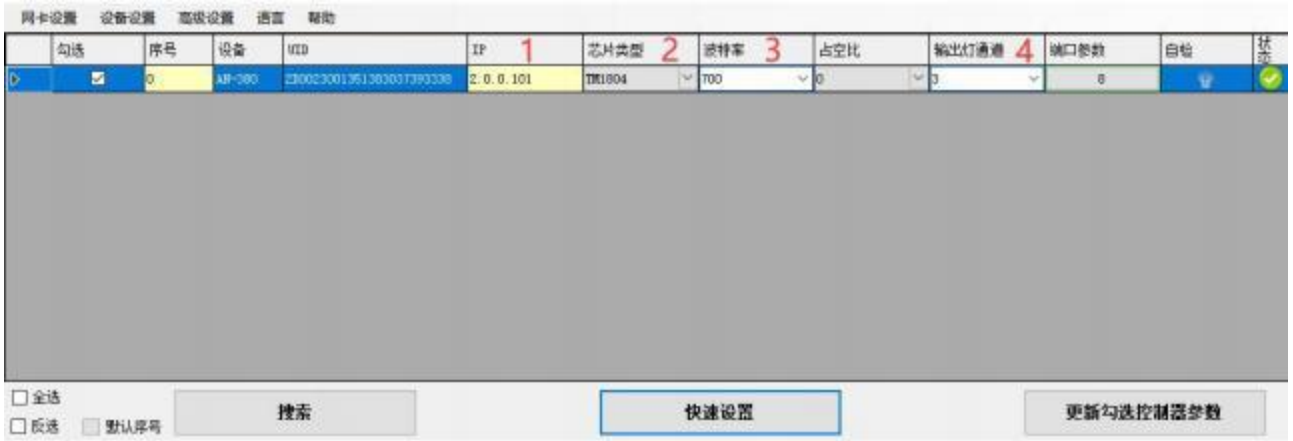 网卡设置 设备设置 高级设置 语言 帮助
勾选 序号 设备 UID IP 1 芯片类型 2 波特率 3 占空比 输出灯通道 4 端口参数 自检 状态
0 AN-380 2.0.0.101 TM1804 700 0 3 8
全选
反选 默认序号 搜索 快速设置 更新勾选控制器参数